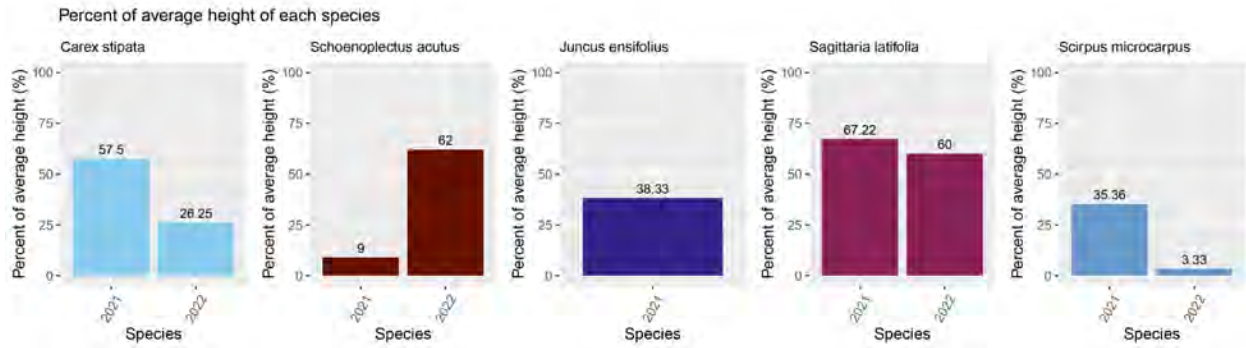 Percent of average height of each species
Carex stipata
Percent of average height (%)
100
75
50
25
0
57.5
26.25
2021
2022
Species
Schoenoplectus acutus
Percent of average height (%)
100
75
50
25
0
9
62
2021
2022
Species
Juncus ensifolius
Percent of average height (%)
100
75
50
25
0
38.33
2021
Species
Sagittaria latifolia
Percent of average height (%)
100
75
50
25
0
67.22
60
2021
2022
Species
Scirpus microcarpus
Percent of average height (%)
100
75
50
25
0
35.36
3.33
2021
2022
Species